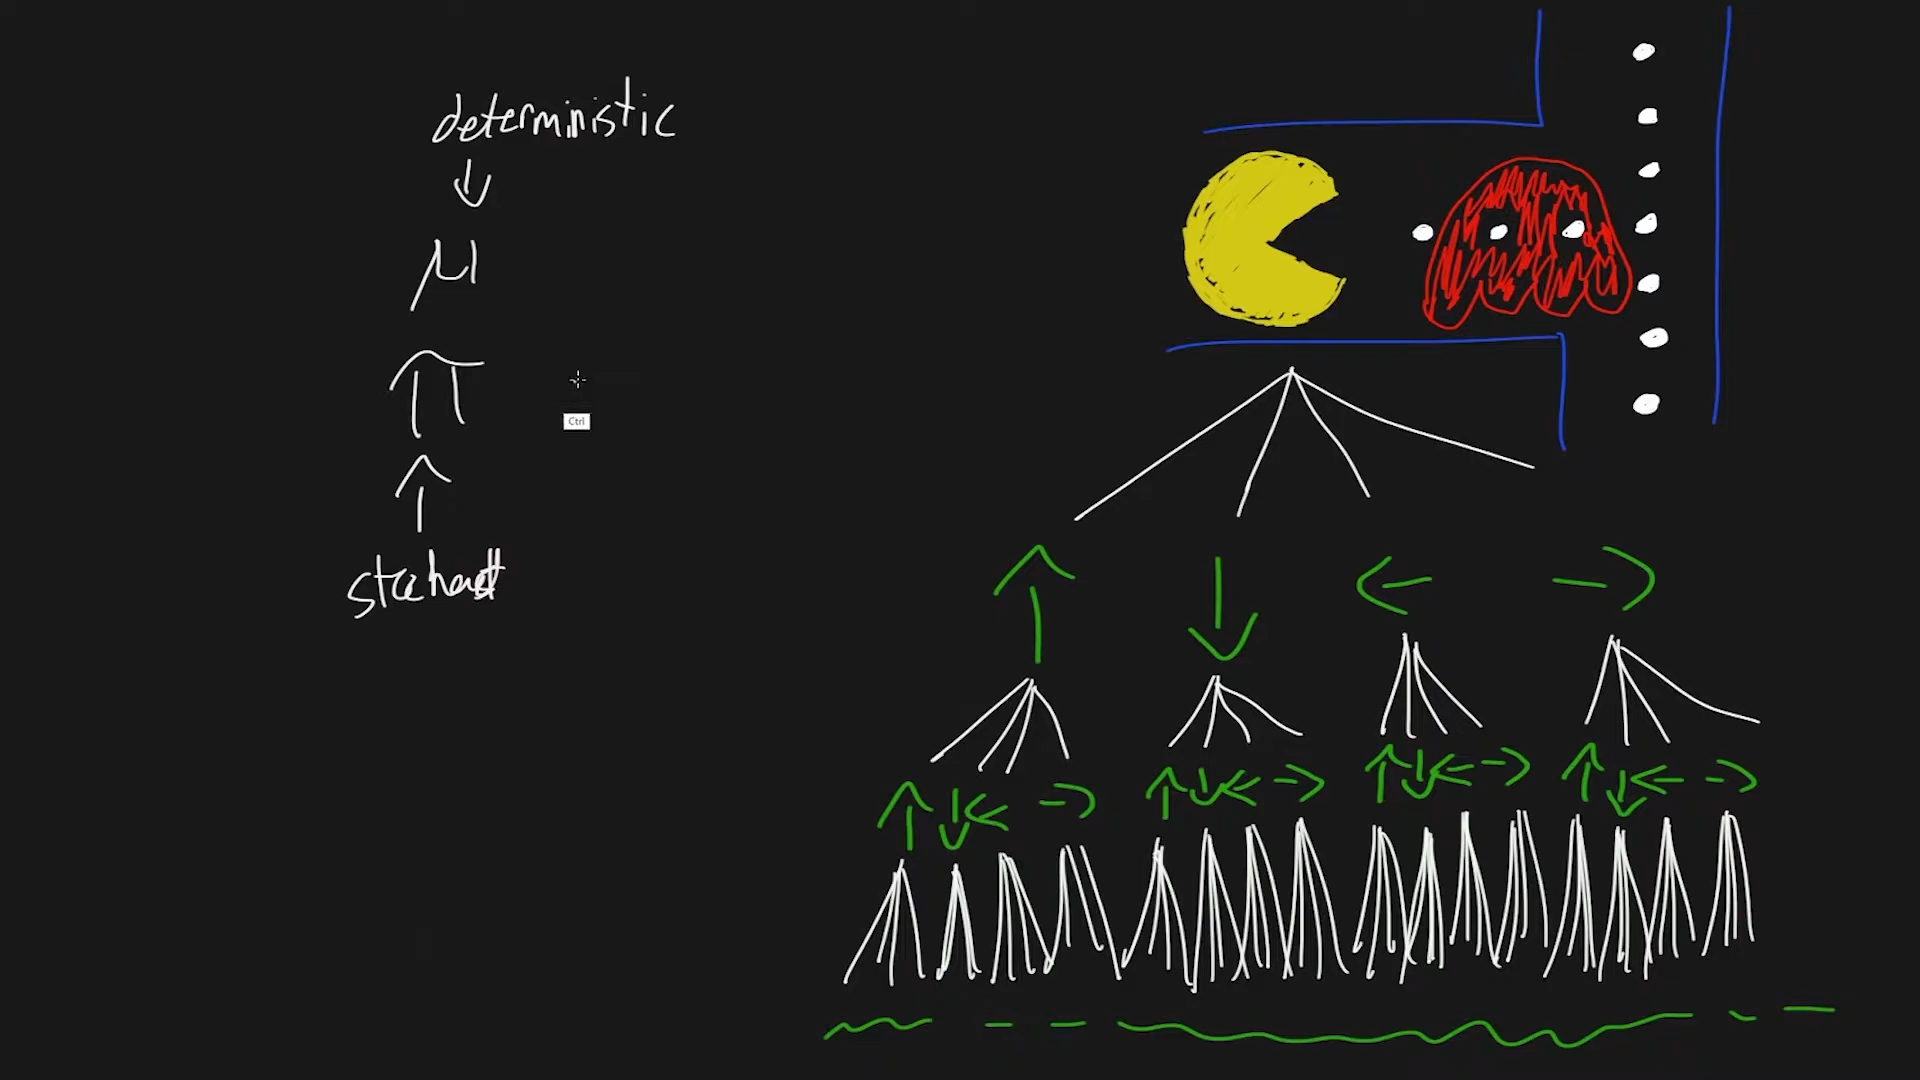 deterministic
↓
μ
π
Ctrl
↑
↑ ↓ ← →
↑ ↓ ← → ↑ ↓ ← → ↑ ↓ ← → ↑ ↓ ← →